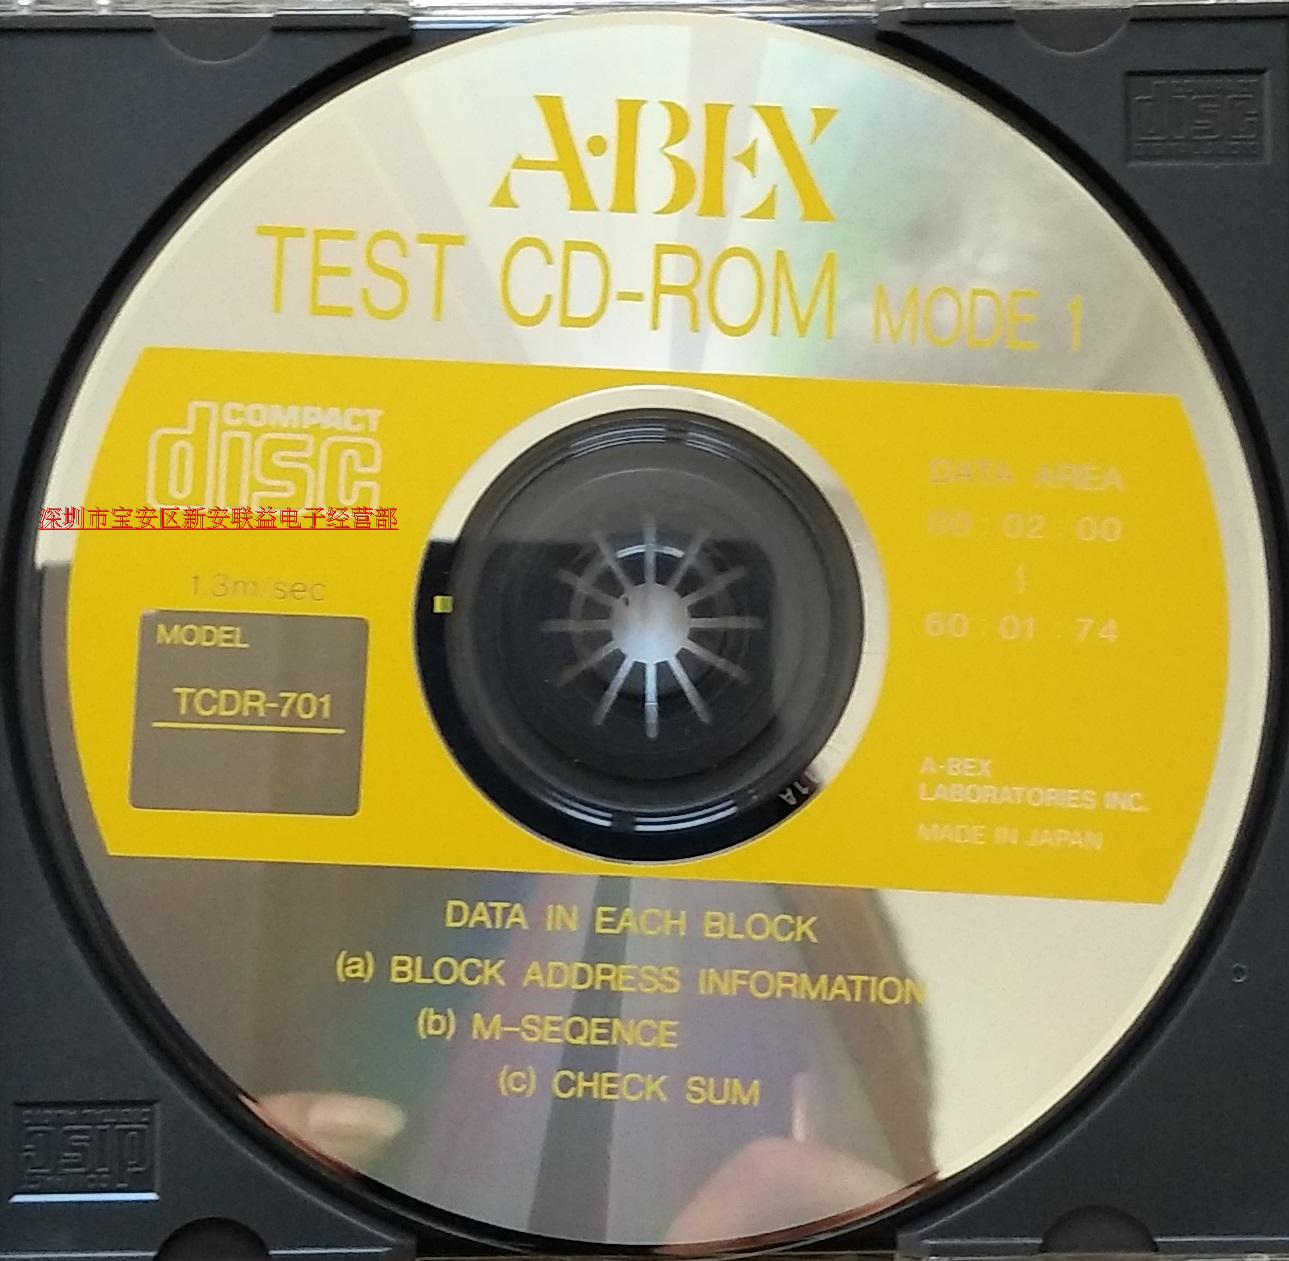 A·BEX
TEST CD-ROM MODE 1
COMPACT
disc
深圳市宝安区新安联益电子经营部
1.3m/sec
MODEL
TCDR-701
DATA AREA
00:02:00
60:01:74
A-BEX
LABORATORIES INC.
MADE IN JAPAN
DATA IN EACH BLOCK
(a) BLOCK ADDRESS INFORMATION
(b) M-SEQENCE
(c) CHECK SUM